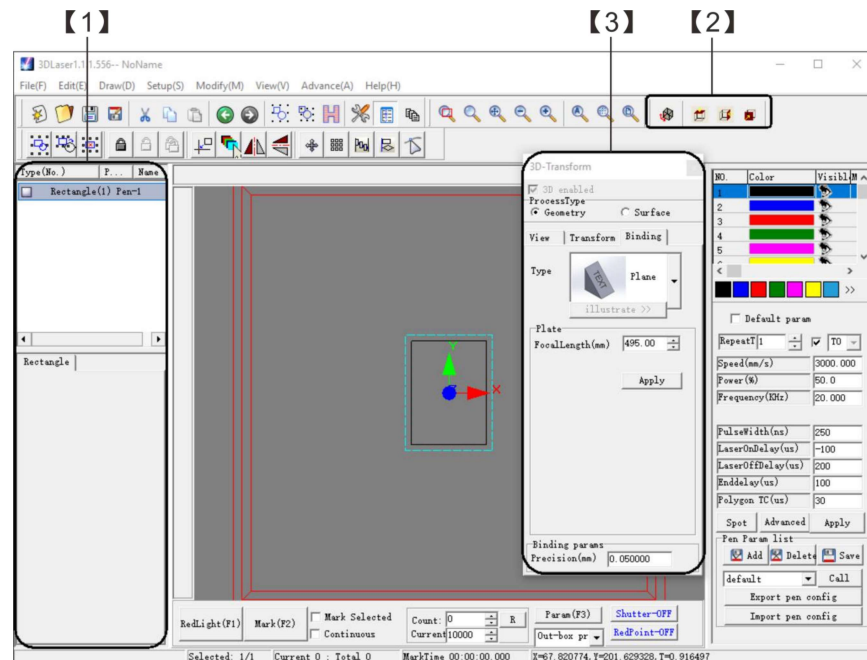 【1】 【3】 【2】
3DLaser1.1.1.556-- NoName
File(F) Edit(E) Draw(D) Setup(S) Modify(M) View(V) Advance(A) Help(H)
Type(No. ) P... Name
Rectangle(1) Pen-1
Rectangle
Y
X
3D-Transform
3D enabled
ProcessType
Geometry Surface
View Transform Binding
Type TEXT Plane
illustrate >>
Plate
FocalLength(mm) 495.00
Apply
Binding params
Precision(mm) 0.050000
NO. Color Visibl M
1
2
3
4
5
>>
Default param
RepeatT 1 T0
Speed(mm/s) 3000.000
Power(%) 50.0
Frequency(KHz) 20.000
PulseWidth(ns) 250
LaserOnDelay(us) -100
LaserOffDelay(us) 200
Enddelay(us) 100
Polygon TC(us) 30
Spot Advanced Apply
Pen Param list
Add Delet Save
default Call
Export pen config
Import pen config
RedLight(F1) Mark(F2)
Mark Selected
Continuous
Count: 0 R
Current 10000
Param(F3) Shutter-OFF
Out-box pr RedPoint-OFF
Selected: 1/1 Current 0 : Total 0 MarkTime 00:00:00.000 X=67.820774,Y=201.629328,T=0.916497